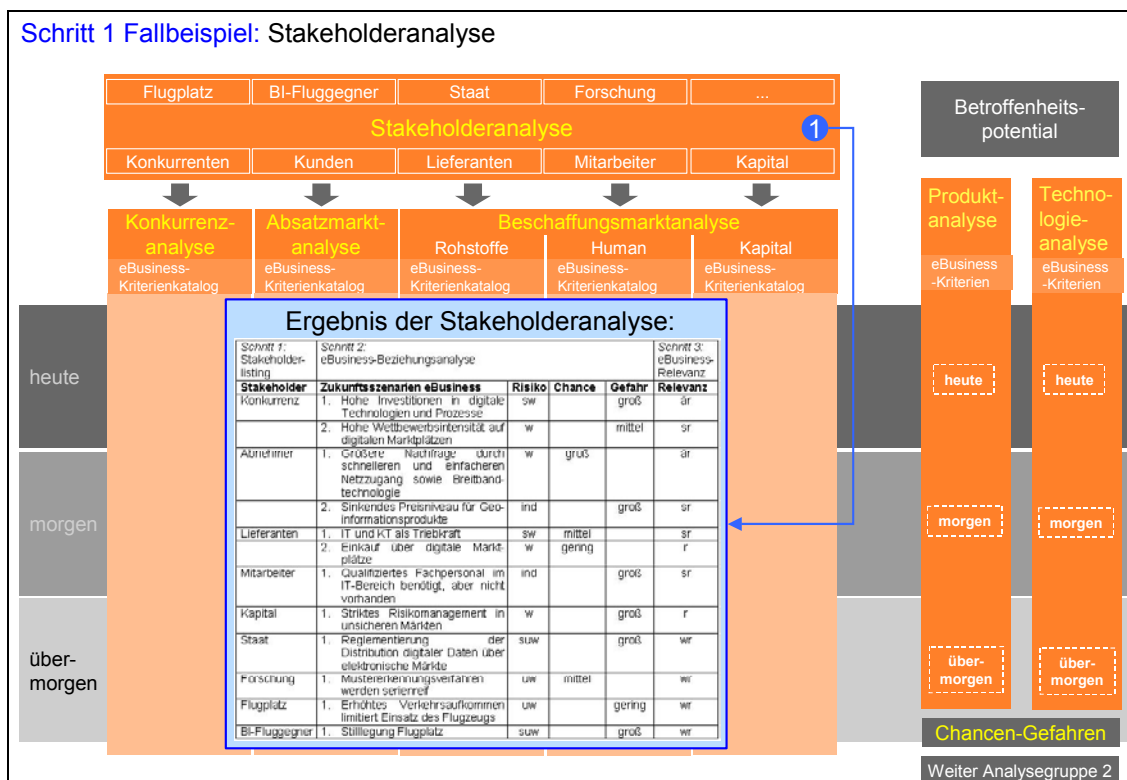 Schritt 1 Fallbeispiel: Stakeholderanalyse
Flugplatz BI-Fluggegner Staat Forschung ...
Stakeholderanalyse 1
Konkurrenten Kunden Lieferanten Mitarbeiter Kapital
Konkurrenz-
analyse
Absatzmarkt-
analyse
Beschaffungsmarktanalyse
Rohstoffe Human Kapital
eBusiness-
Kriterienkatalog
eBusiness-
Kriterienkatalog
eBusiness-
Kriterienkatalog
eBusiness-
Kriterienkatalog
eBusiness-
Kriterienkatalog
Betroffenheits-
potential
Produkt-
analyse
eBusiness
-Kriterien
Techno-
logie-
analyse
eBusiness
-Kriterien
heute
morgen
über-
morgen
Ergebnis der Stakeholderanalyse:
Schritt 1:
Stakeholder-
listing
Schritt 2:
eBusiness-Beziehungsanalyse
Schritt 3:
eBusiness-
Relevanz
Stakeholder Zukunftsszenarien eBusiness Risiko Chance Gefahr Relevanz
Konkurrenz 1. Hohe Investitionen in digitale sw groß är
Technologien und Prozesse
2. Hohe Wettbewerbsintensität auf w mittel sr
digitalen Marktplätzen
Abnehmer 1. Größere Nachfrage durch w groß är
schnelleren und einfacheren
Netzzugang sowie Breitband-
technologie
2. Sinkendes Preisniveau für Geo- ind groß sr
informationsprodukte
Lieferanten 1. IT und KT als Triebkraft sw mittel sr
2. Einkauf über digitale Markt- w gering r
plätze
Mitarbeiter 1. Qualifiziertes Fachpersonal im ind groß sr
IT-Bereich benötigt, aber nicht
vorhanden
Kapital 1. Striktes Risikomanagement in w groß r
unsicheren Märkten
Staat 1. Reglementierung der suw groß wr
Distribution digitaler Daten über
elektronische Märkte
Forschung 1. Mustererkennungsverfahren uw mittel wr
werden serienreif
Flugplatz 1. Erhöhtes Verkehrsaufkommen uw gering wr
limitiert Einsatz des Flugzeugs
BI-Fluggegner 1. Stilllegung Flugplatz suw groß wr
heute heute
morgen morgen
über-
morgen
über-
morgen
Chancen-Gefahren
Weiter Analysegruppe 2